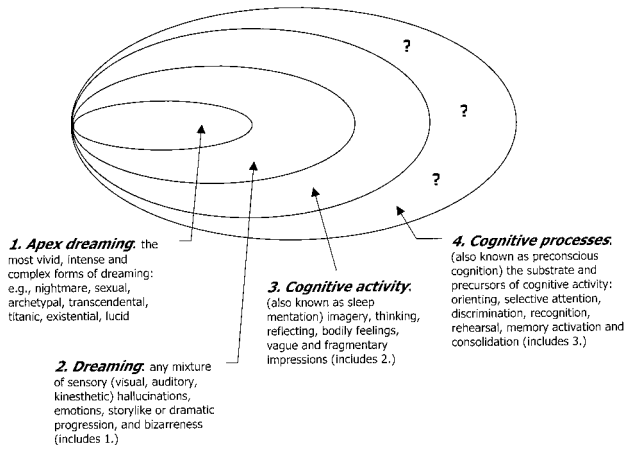 ?
?
?
1. Apex dreaming: the
most vivid, intense and
complex forms of dreaming:
e.g., nightmare, sexual,
archetypal, transcendental,
titanic, existential, lucid
2. Dreaming: any mixture
of sensory (visual, auditory,
kinesthetic) hallucinations,
emotions, storylike or dramatic
progression, and bizarreness
(includes 1.)
3. Cognitive activity:
(also known as sleep
mentation) imagery, thinking,
reflecting, bodily feelings,
vague and fragmentary
impressions (includes 2.)
4. Cognitive processes:
(also known as preconscious
cognition) the substrate and
precursors of cognitive activity:
orienting, selective attention,
discrimination, recognition,
rehearsal, memory activation and
consolidation (includes 3.)